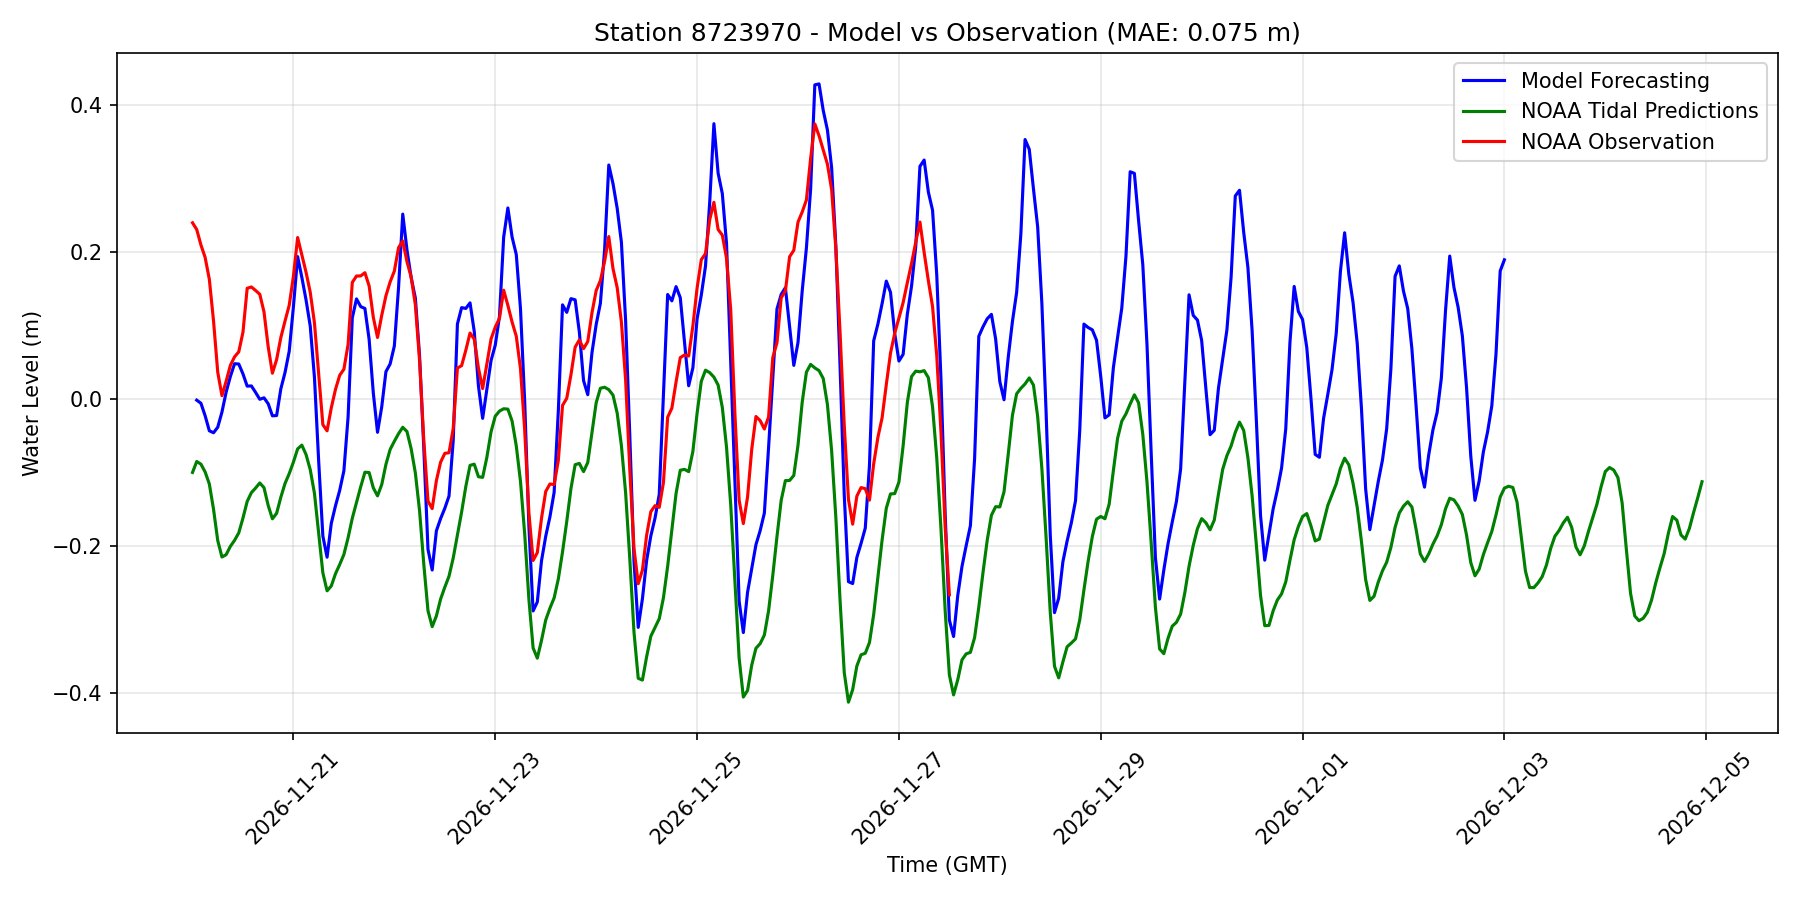 Station 8723970 - Model vs Observation (MAE: 0.075 m)
Model Forecasting
NOAA Tidal Predictions
NOAA Observation
0.4
0.2
0.0
−0.2
−0.4
Water Level (m)
2026-11-21
2026-11-23
2026-11-25
2026-11-27
2026-11-29
2026-12-01
2026-12-03
2026-12-05
Time (GMT)